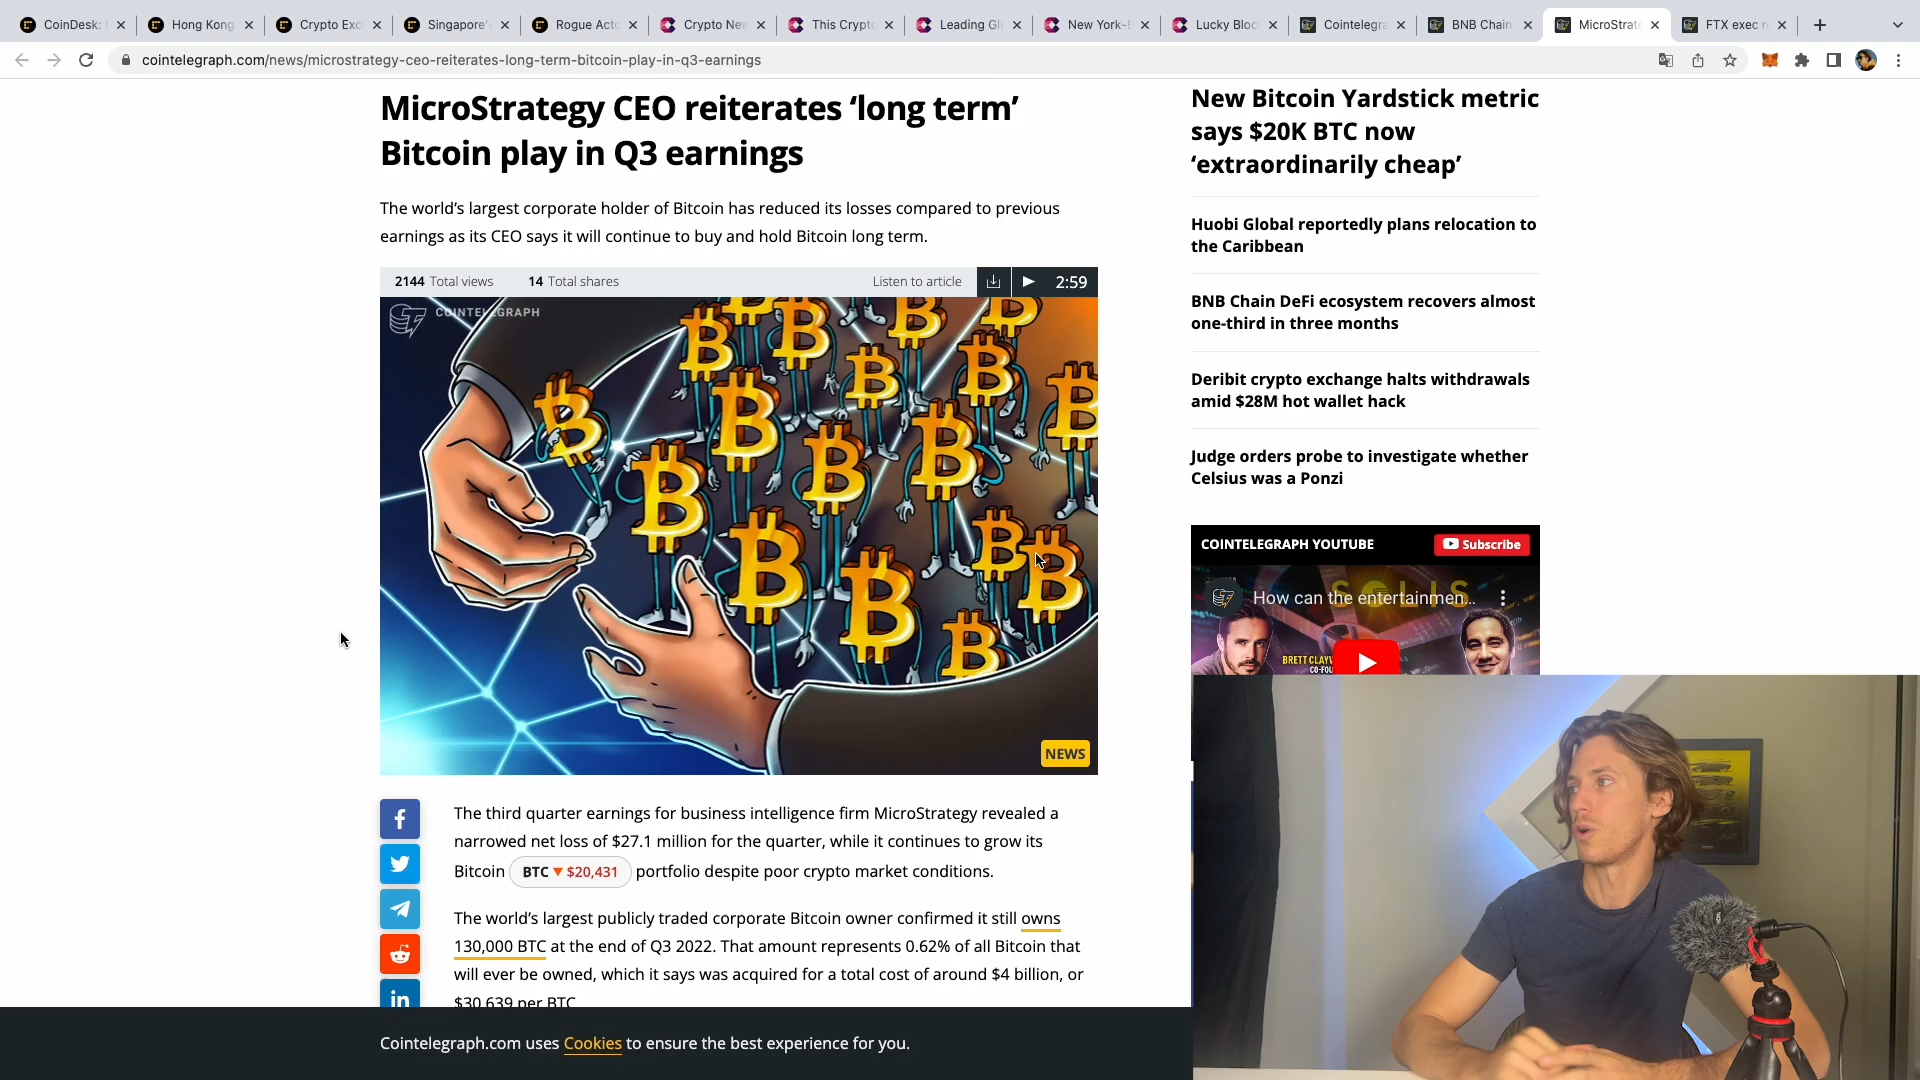 CoinDesk:
Hong Kong
Crypto Exc
Singapore'
Rogue Acto
Crypto New
This Crypto
Leading Gl
New York-
Lucky Bloc
Cointelegra
BNB Chain
MicroStrate
FTX exec r
cointelegraph.com/news/microstrategy-ceo-reiterates-long-term-bitcoin-play-in-q3-earnings
MicroStrategy CEO reiterates ‘long term’
Bitcoin play in Q3 earnings
The world’s largest corporate holder of Bitcoin has reduced its losses compared to previous
earnings as its CEO says it will continue to buy and hold Bitcoin long term.
2144 Total views 14 Total shares Listen to article 2:59
COINTELEGRAPH
NEWS
The third quarter earnings for business intelligence firm MicroStrategy revealed a
narrowed net loss of $27.1 million for the quarter, while it continues to grow its
Bitcoin BTC ▼ $20,431 portfolio despite poor crypto market conditions.
The world’s largest publicly traded corporate Bitcoin owner confirmed it still owns
130,000 BTC at the end of Q3 2022. That amount represents 0.62% of all Bitcoin that
will ever be owned, which it says was acquired for a total cost of around $4 billion, or
$30,639 per BTC
New Bitcoin Yardstick metric
says $20K BTC now
‘extraordinarily cheap’
Huobi Global reportedly plans relocation to
the Caribbean
BNB Chain DeFi ecosystem recovers almost
one-third in three months
Deribit crypto exchange halts withdrawals
amid $28M hot wallet hack
Judge orders probe to investigate whether
Celsius was a Ponzi
COINTELEGRAPH YOUTUBE Subscribe
SOLIS
How can the entertainmen...
BRETT
CO-FOU
Cointelegraph.com uses Cookies to ensure the best experience for you.